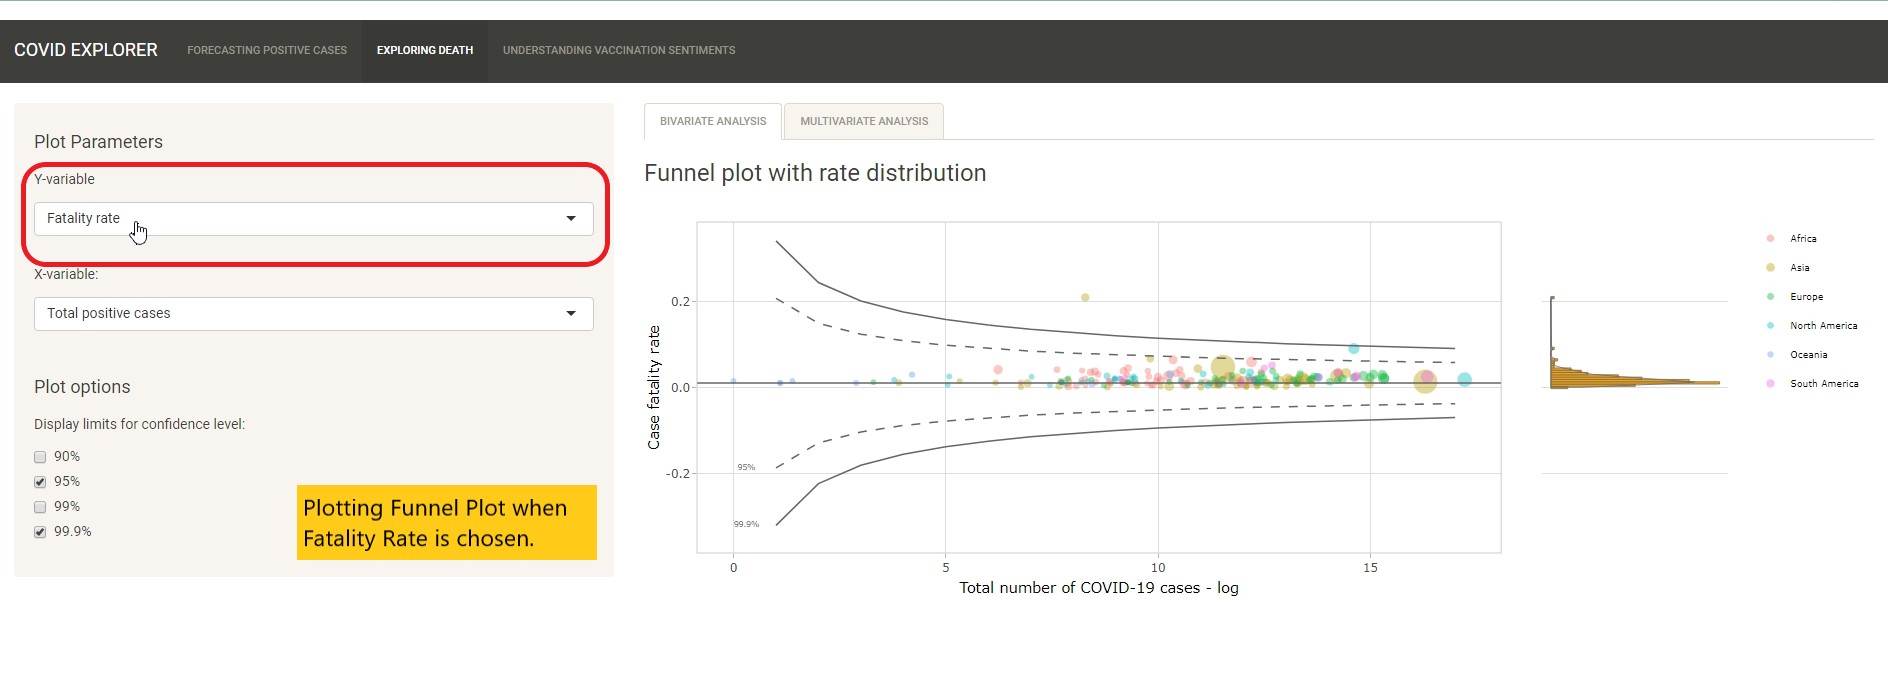 COVID EXPLORER
FORECASTING POSITIVE CASES
EXPLORING DEATH
UNDERSTANDING VACCINATION SENTIMENTS
Plot Parameters
Y-variable
Fatality rate
X-variable:
Total positive cases
Plot options
Display limits for confidence level:
90%
95%
99%
99.9%
Plotting Funnel Plot when
Fatality Rate is chosen.
BIVARIATE ANALYSIS
MULTIVARIATE ANALYSIS
Funnel plot with rate distribution
Case fatality rate
0.2
0.0
-0.2
95%
99.9%
0
5
10
15
Total number of COVID-19 cases - log
Africa
Asia
Europe
North America
Oceania
South America